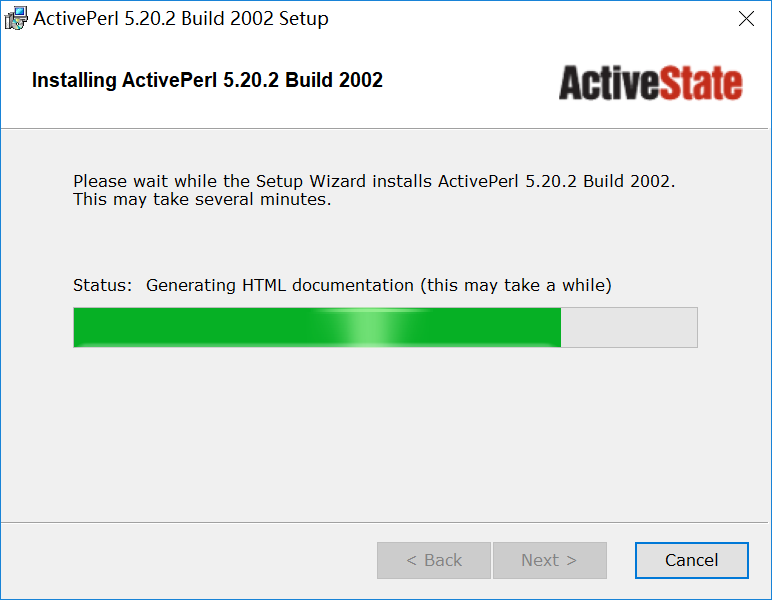 ActivePerl 5.20.2 Build 2002 Setup
Installing ActivePerl 5.20.2 Build 2002
ActiveState
Please wait while the Setup Wizard installs ActivePerl 5.20.2 Build 2002.
This may take several minutes.
Status: Generating HTML documentation (this may take a while)
< Back Next > Cancel